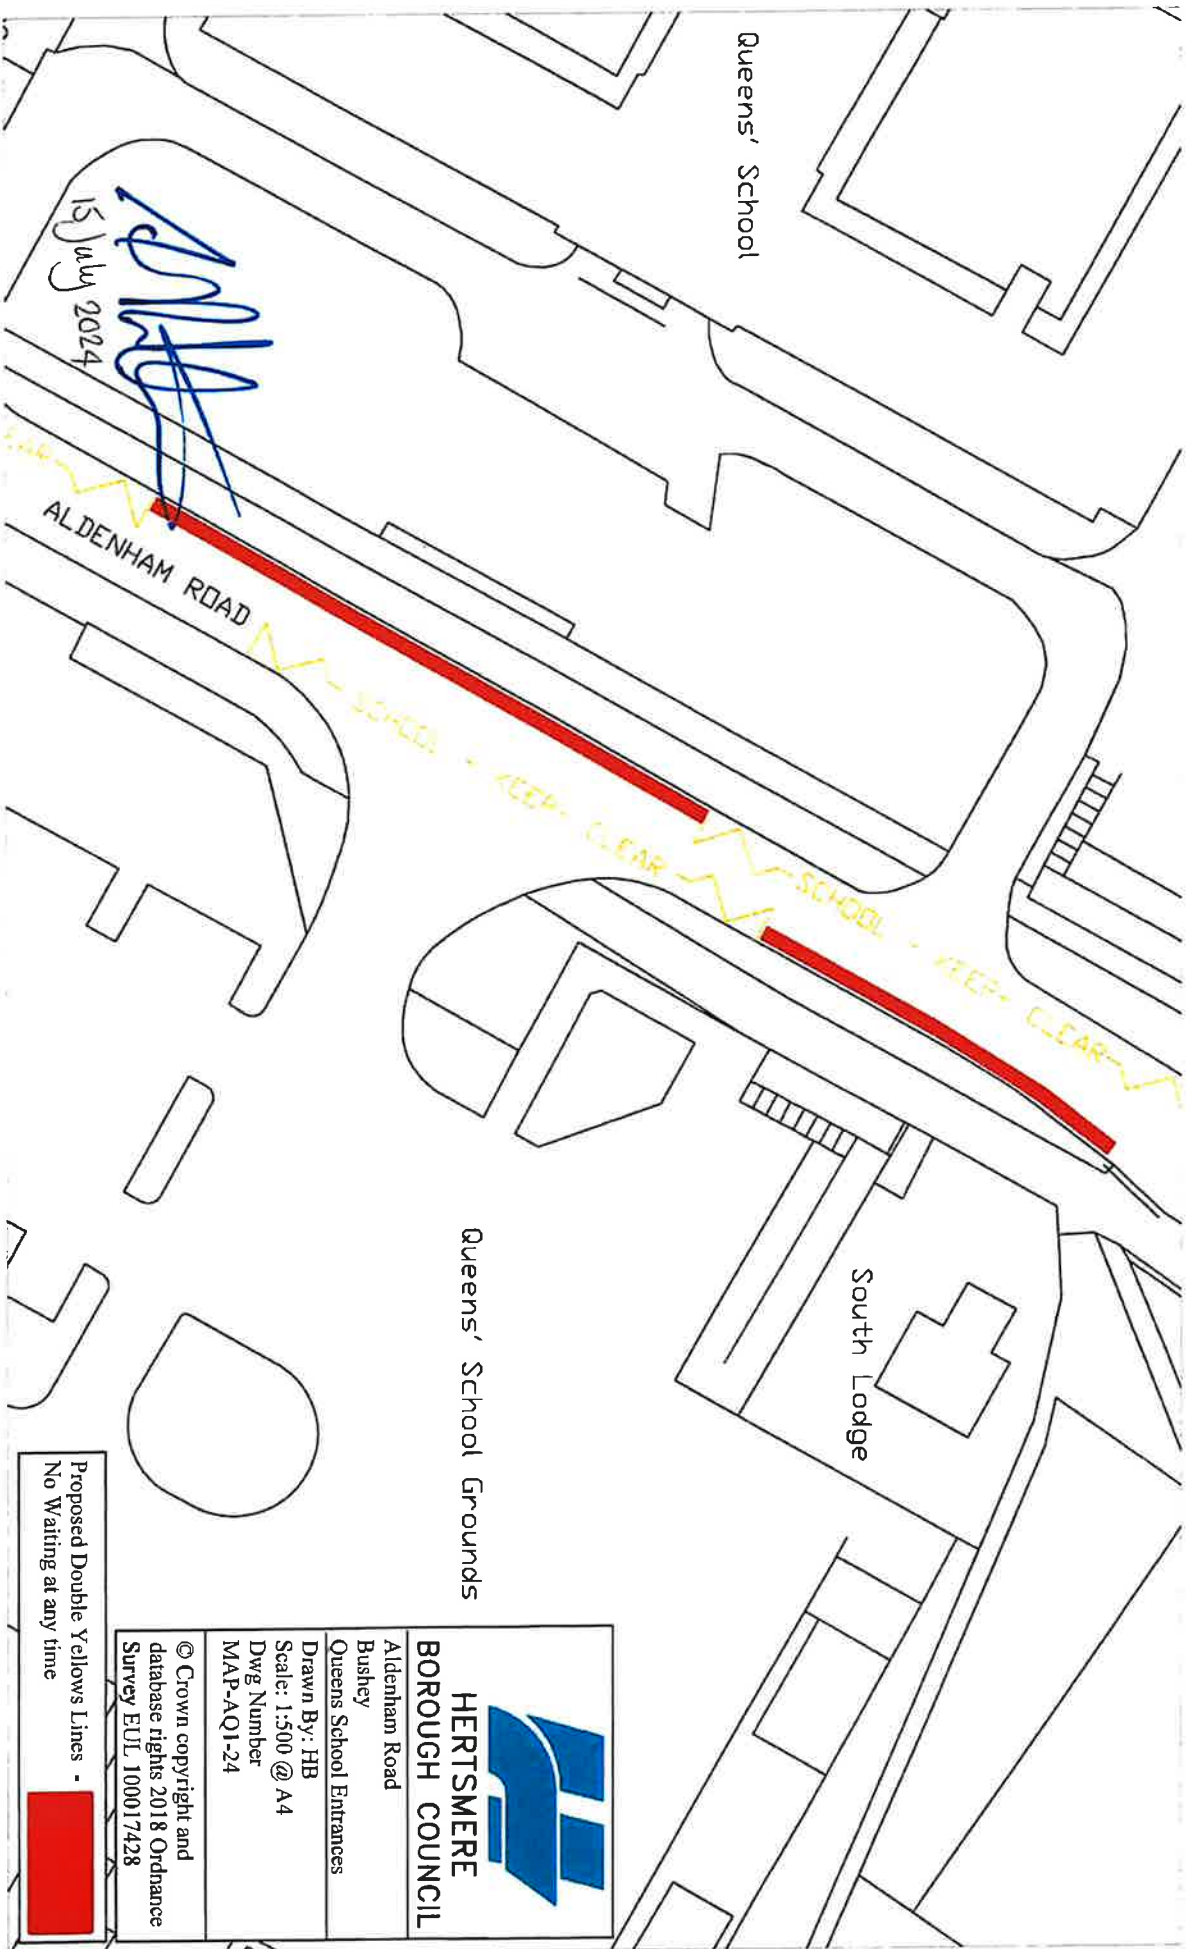 Queens' School
15 July 2024
EAR
ALDENHAM ROAD
SCHOOL - KEEP CLEAR
SCHOOL - KEEP CLEAR
South Lodge
Queens' School Grounds
HERTSMERE
BOROUGH COUNCIL
Aldenham Road
Bushey
Queens School Entrances
Drawn By: HB
Scale: 1:500 @ A4
Dwg Number
MAP-AQ1-24
© Crown copyright and
database rights 2018 Ordnance
Survey EUL 100017428
Proposed Double Yellows Lines -
No Waiting at any time